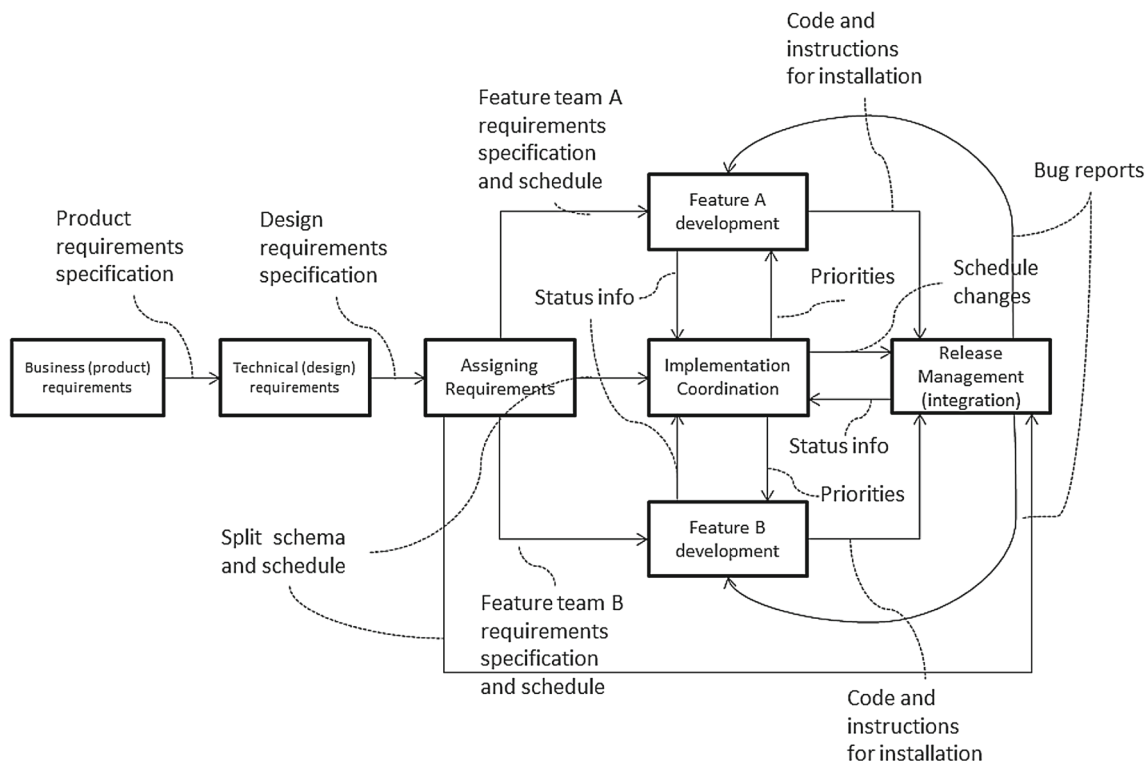 Code and
instructions
for installation
Feature team A
requirements
specification
and schedule
Bug reports
Feature A
development
Product
requirements
specification
Design
requirements
specification
Status info
Priorities
Schedule
changes
Business (product)
requirements
Technical (design)
requirements
Assigning
Requirements
Implementation
Coordination
Release
Management
(integration)
Status info
Priorities
Split schema
and schedule
Feature B
development
Feature team B
requirements
specification
and schedule
Code and
instructions
for installation